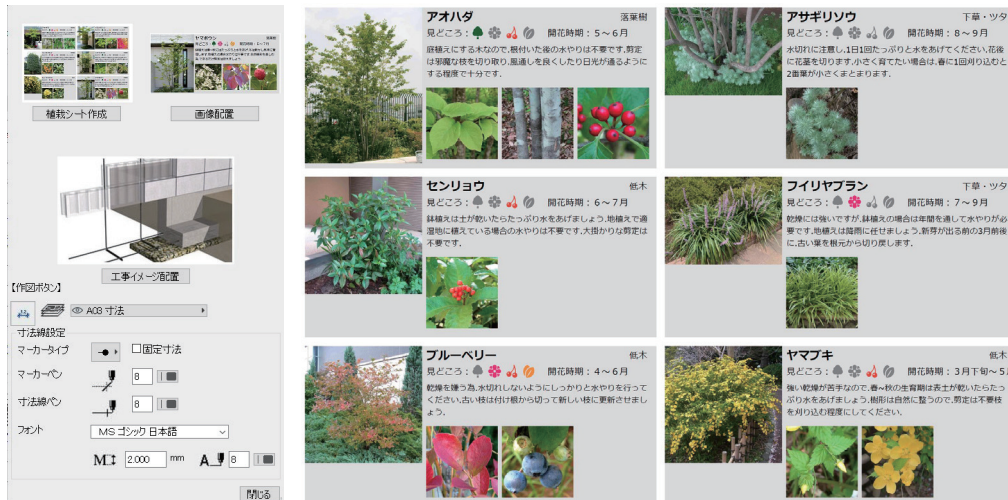 植栽シート作成
画像配置
工事イメージ配置
【作図ボタン】
A03 寸法
寸法線設定
マーカータイプ
固定寸法
マーカーペン
8
寸法線ペン
8
フォント
MS ゴシック 日本語
M
2.000
mm
A
8
閉じる
アオハダ
落葉樹
見どころ：
開花時期：5～6月
庭植えにする木なので、根付いた後の水やりは不要です。剪定
は邪魔な枝を切り取り、風通しを良くしたり日光が通るように
する程度で十分です。
センリョウ
低木
見どころ：
開花時期：6～7月
鉢植えは土が乾いたらたっぷり水をあげましょう。地植えで適
湿地に植えている場合の水やりは不要です。大掛かりな剪定は
不要です。
ブルーベリー
低木
見どころ：
開花時期：4～6月
乾燥を嫌う為、水切れしないようにしっかりと水やりを行って
ください。古い枝は付け根から切って新しい枝に更新させまし
ょう。
アサギリソウ
下草・ツタ
見どころ：
開花時期：8～9月
水切れに注意し、1日1回たっぷりと水をあげてください。花後
に花茎を切ります。小さく育てたい場合は、春に1回刈り込むと
2番葉が小さくまとまります。
フイリヤブラン
下草・ツタ
見どころ：
開花時期：7～9月
乾燥には強いですが、鉢植えの場合は年間を通して水やりが必
要です。地植えは降雨に任せましょう。新芽が出る前の3月前後
に、古い葉を根元から切り戻します。
ヤマブキ
低木
見どころ：
開花時期：3月下旬～5月
強い乾燥が苦手なので、春～秋の生育期は表土が乾いたらたっ
ぷり水をあげましょう。樹形は自然に整うので、剪定は不要枝
を刈り込む程度にしてください。